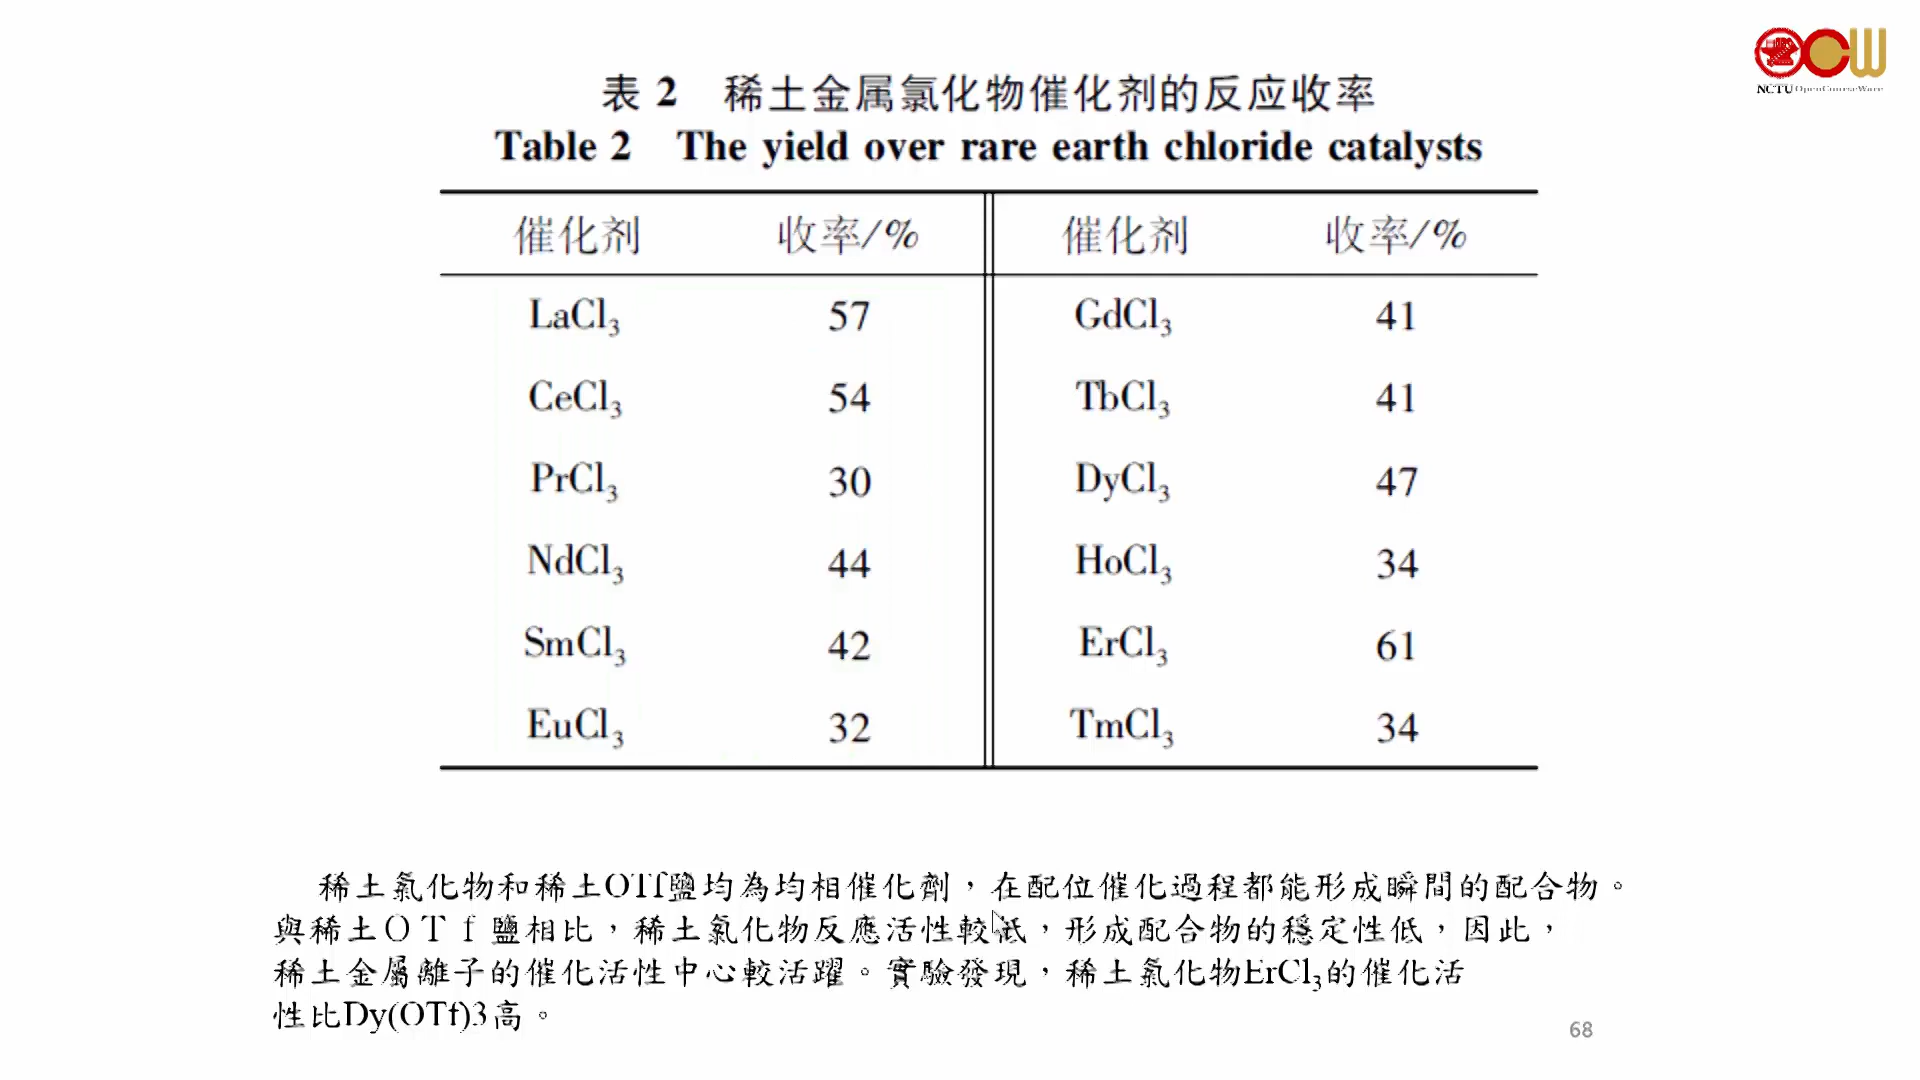 NCTU OpenCourseWare
表 2 稀土金属氯化物催化剂的反应收率
Table 2 The yield over rare earth chloride catalysts
催化剂 收率/% 催化剂 收率/%
LaCl₃ 57 GdCl₃ 41
CeCl₃ 54 TbCl₃ 41
PrCl₃ 30 DyCl₃ 47
NdCl₃ 44 HoCl₃ 34
SmCl₃ 42 ErCl₃ 61
EuCl₃ 32 TmCl₃ 34
稀土氯化物和稀土OTf鹽均為均相催化劑，在配位催化過程都能形成瞬間的配合物。
與稀土ＯＴｆ鹽相比，稀土氯化物反應活性較低，形成配合物的穩定性低，因此，
稀土金屬離子的催化活性中心較活躍。實驗發現，稀土氯化物ErCl₃的催化活
性比Dy(OTf)3高。
68